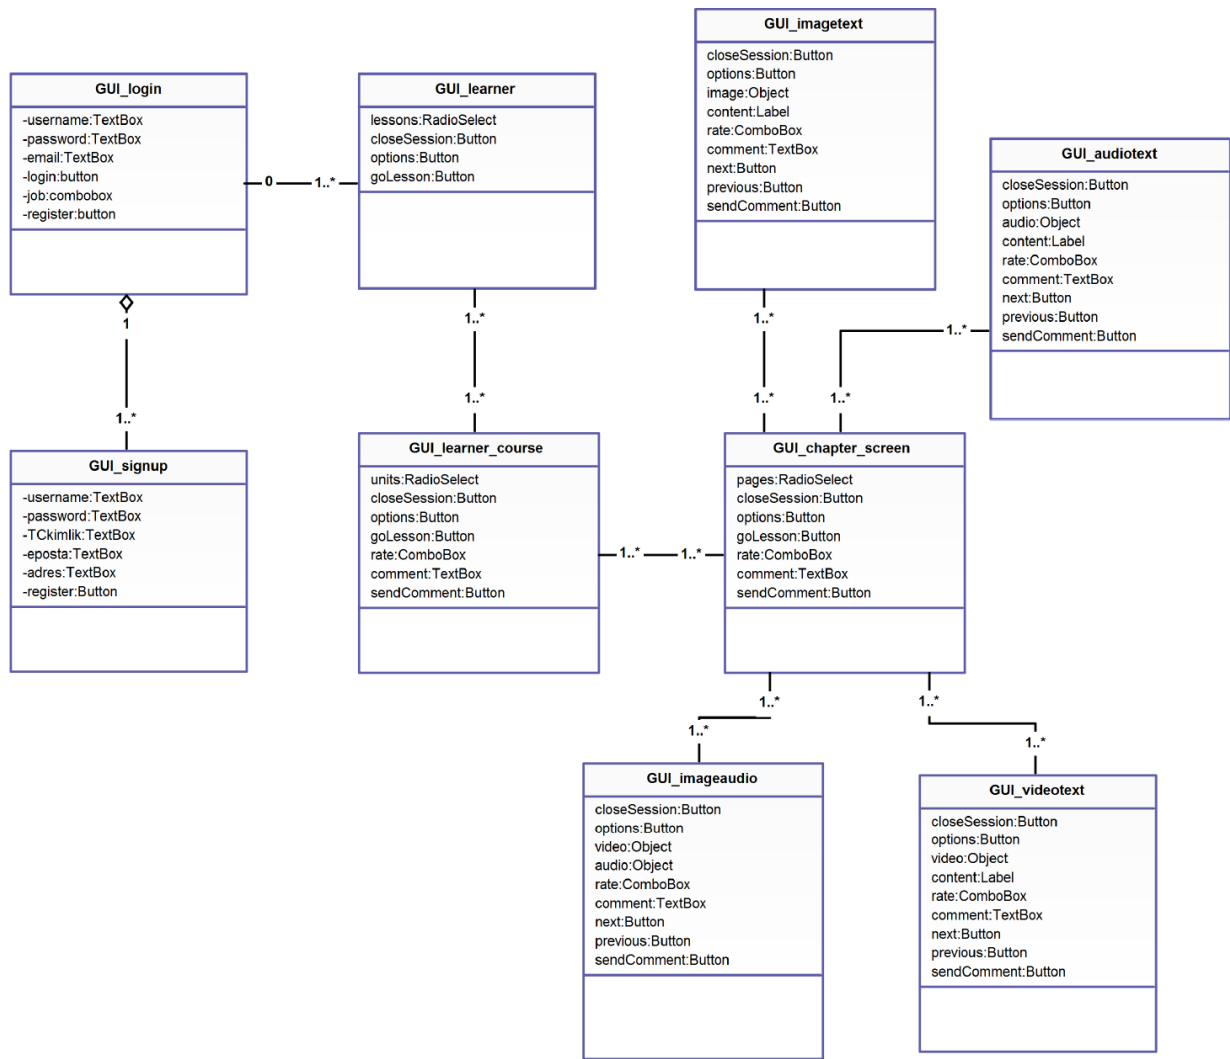 GUI_login
-username:TextBox
-password:TextBox
-email:TextBox
-login:button
-job:combobox
-register:button
0
1..*
GUI_learner
lessons:RadioSelect
closeSession:Button
options:Button
goLesson:Button
GUI_imagetext
closeSession:Button
options:Button
image:Object
content:Label
rate:ComboBox
comment:TextBox
next:Button
previous:Button
sendComment:Button
GUI_audiotext
closeSession:Button
options:Button
audio:Object
content:Label
rate:ComboBox
comment:TextBox
next:Button
previous:Button
sendComment:Button
1
1..*
1..*
1..*
1..*
1..*
1..*
1..*
GUI_signup
-username:TextBox
-password:TextBox
-TCkimlik:TextBox
-eposta:TextBox
-adres:TextBox
-register:Button
GUI_learner_course
units:RadioSelect
closeSession:Button
options:Button
goLesson:Button
rate:ComboBox
comment:TextBox
sendComment:Button
1..*
1..*
GUI_chapter_screen
pages:RadioSelect
closeSession:Button
options:Button
goLesson:Button
rate:ComboBox
comment:TextBox
sendComment:Button
1..*
1..*
1..*
1..*
GUI_imageaudio
closeSession:Button
options:Button
video:Object
audio:Object
rate:ComboBox
comment:TextBox
next:Button
previous:Button
sendComment:Button
GUI_videotext
closeSession:Button
options:Button
video:Object
content:Label
rate:ComboBox
comment:TextBox
next:Button
previous:Button
sendComment:Button